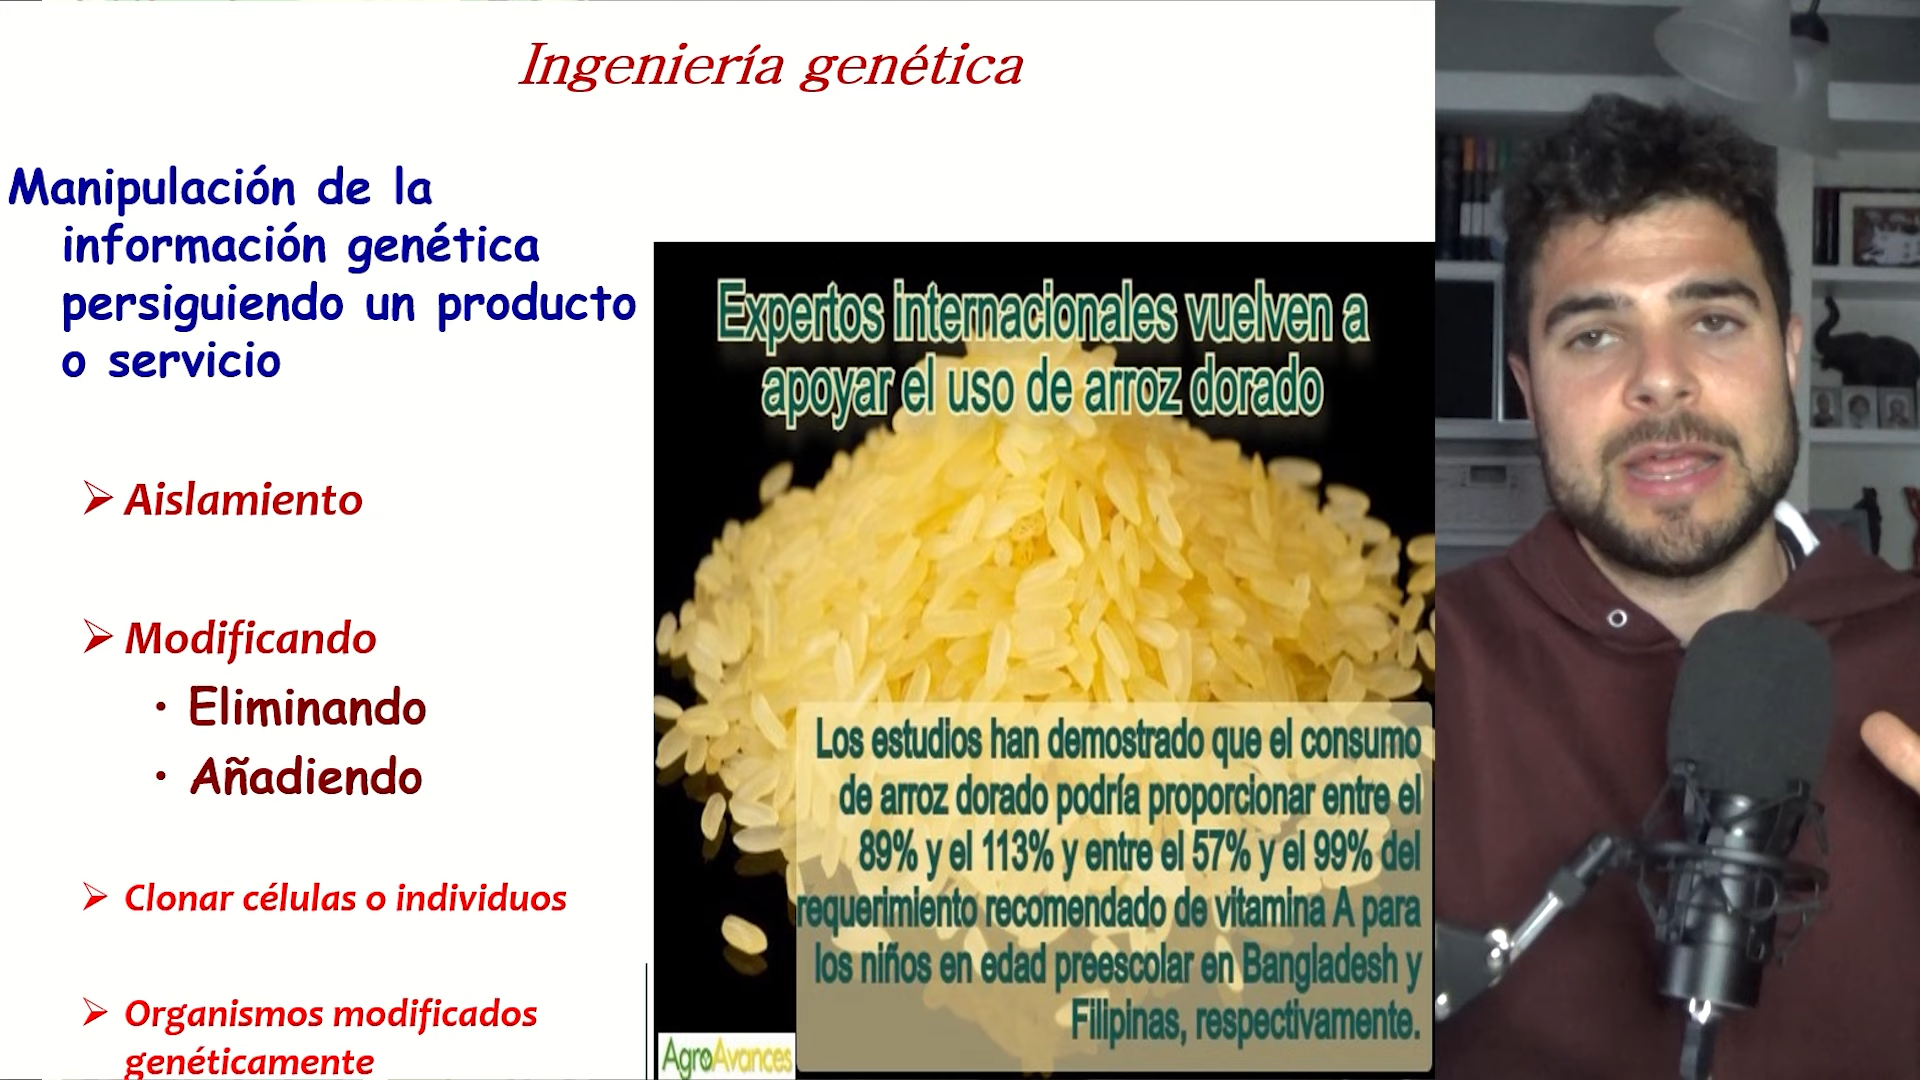 Ingeniería genética
Manipulación de la
información genética
persiguiendo un producto
o servicio
Aislamiento
Modificando
• Eliminando
• Añadiendo
Clonar células o individuos
Organismos modificados
genéticamente
Expertos internacionales vuelven a
apoyar el uso de arroz dorado
Los estudios han demostrado que el consumo
de arroz dorado podría proporcionar entre el
89% y el 113% y entre el 57% y el 99% del
requerimiento recomendado de vitamina A para
los niños en edad preescolar en Bangladesh y
Filipinas, respectivamente.
AgroAvances